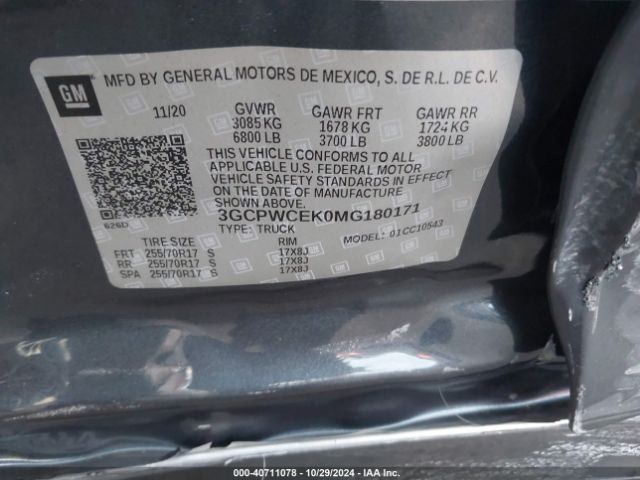 GM
MFD BY GENERAL MOTORS DE MEXICO, S. DE R.L. DE C.V.
11/20 GVWR GAWR FRT GAWR RR
3085 KG 1678 KG 1724 KG
6800 LB 3700 LB 3800 LB
THIS VEHICLE CONFORMS TO ALL
APPLICABLE U.S. FEDERAL MOTOR
VEHICLE SAFETY STANDARDS IN EFFECT
ON THE DATE OF MANUFACTURE
SHOWN ABOVE.
626D 3GCPWCEK0MG180171
TYPE: TRUCK MODEL: 01CC10543
TIRE SIZE RIM
FRT 255/70R17 S 17X8J
RR 255/70R17 S 17X8J
SPA 255/70R17 S 17X8J
000-40711078 | 10/29/2024 | IAA Inc.